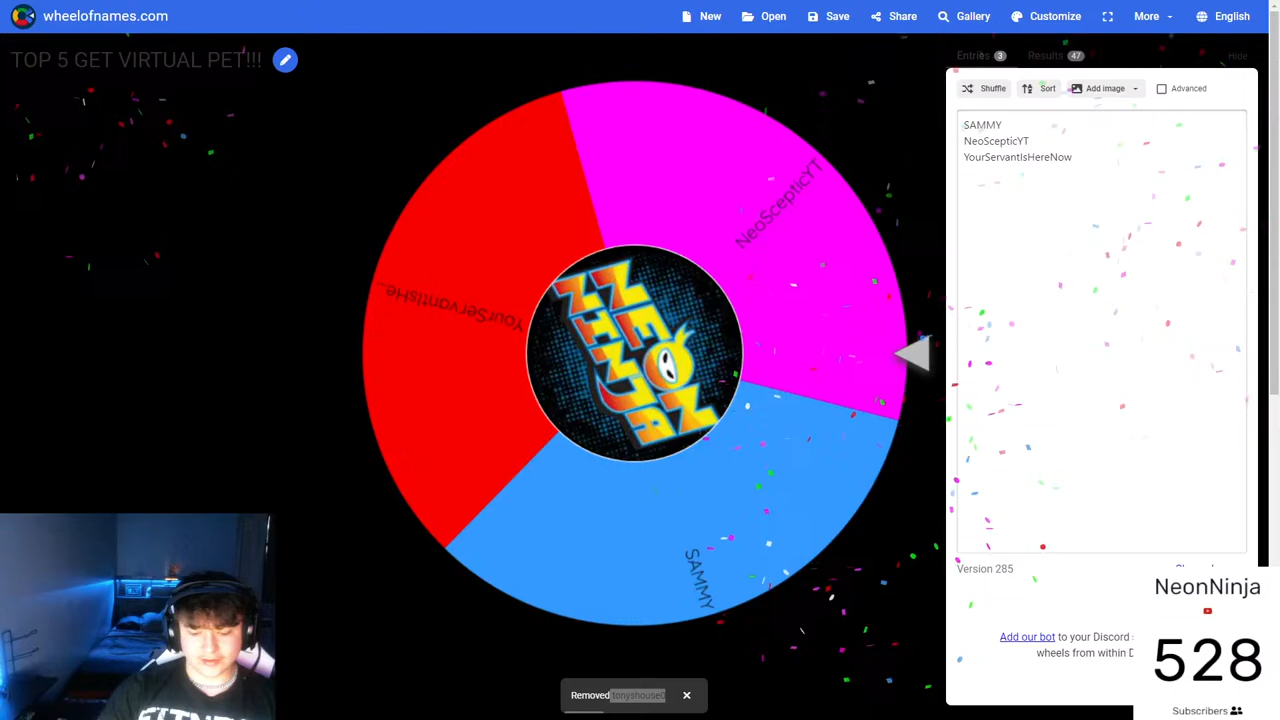 wheelofnames.com
New
Open
Save
Share
Gallery
Customize
More
English
TOP 5 GET VIRTUAL PET!!!
Entries 3
Results 47
Hide
Shuffle
Sort
Add image
Advanced
SAMMY
NeoScepticYT
YourServantIsHereNow
NeoScepticYT
YourServantIsHe...
NEON
NINJA
SAMMY
Version 285
Add our bot to your Discord
wheels from within D
NeonNinja
528
Subscribers
Removed tonyshouse0
FITNESS